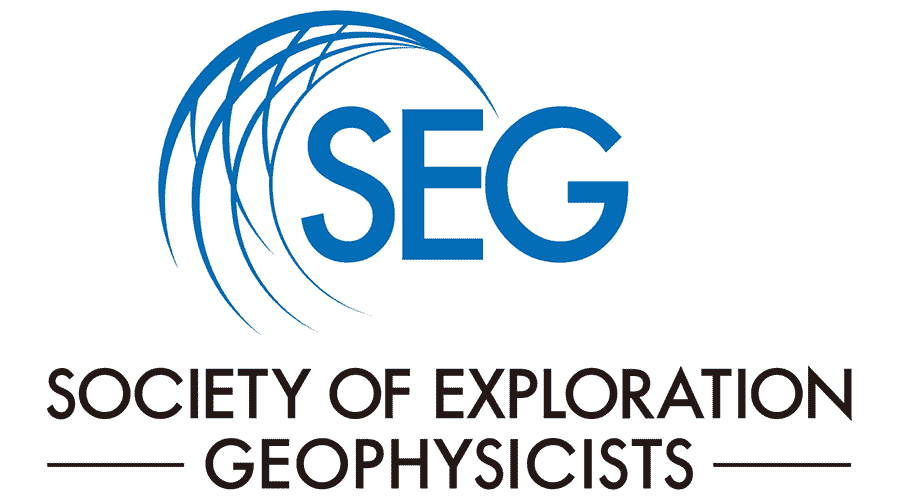 SEG
SOCIETY OF EXPLORATION
GEOPHYSICISTS